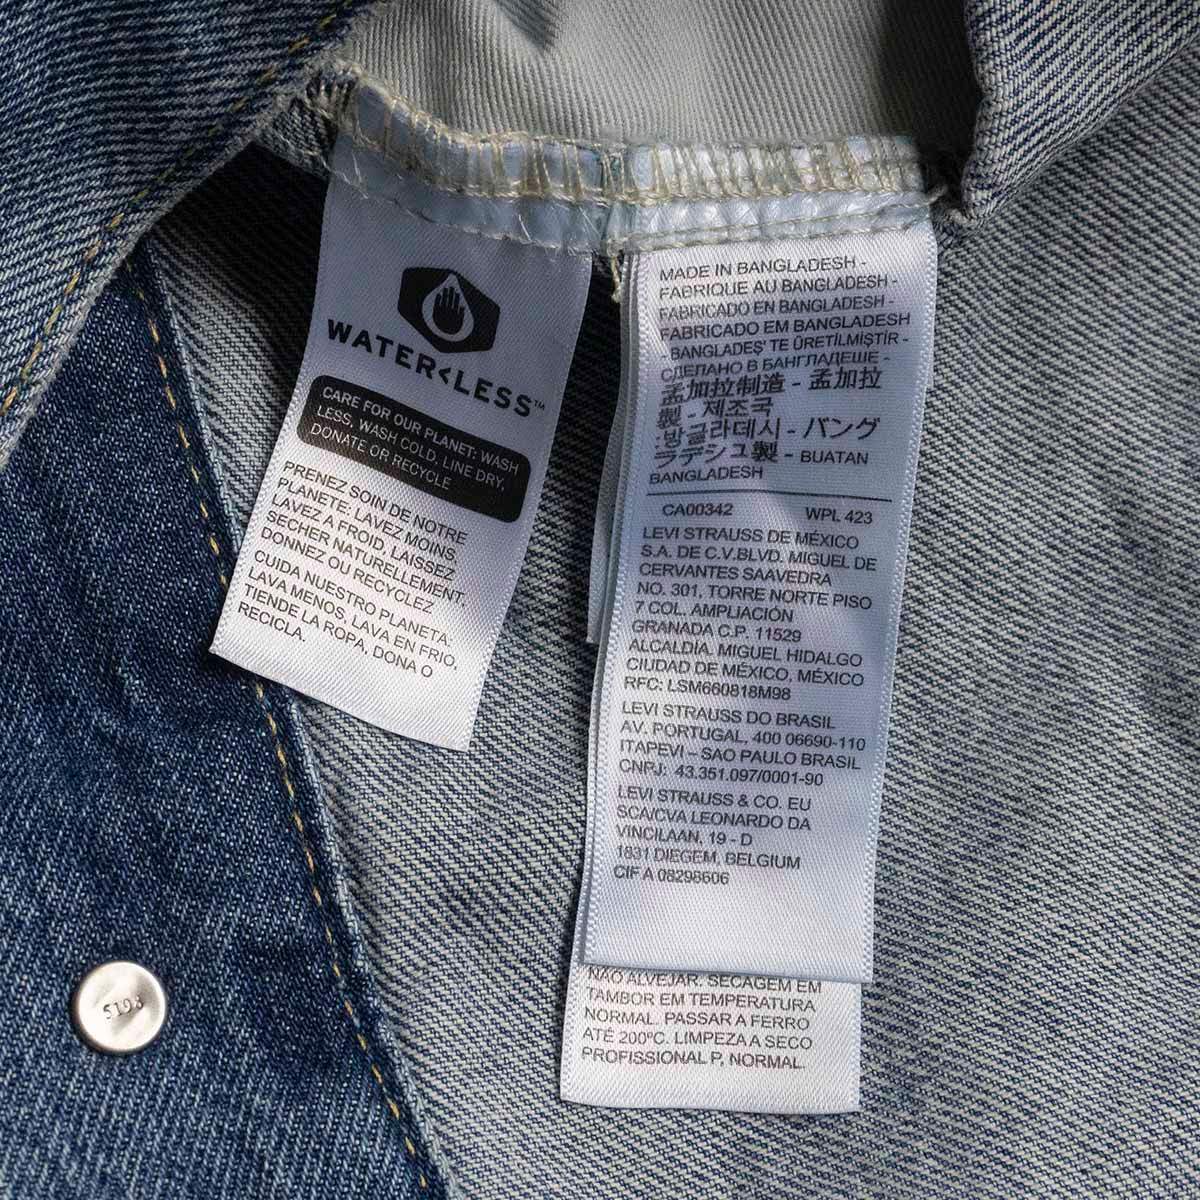 WATER<LESS™
CARE FOR OUR PLANET: WASH
LESS, WASH COLD, LINE DRY,
DONATE OR RECYCLE
PRENEZ SOIN DE NOTRE
PLANETE: LAVEZ MOINS,
LAVEZ A FROID, LAISSEZ
SECHER NATURELLEMENT,
DONNEZ OU RECYCLEZ
CUIDA NUESTRO PLANETA:
LAVA MENOS, LAVA EN FRIO,
TIENDE LA ROPA, DONA O
RECICLA.
MADE IN BANGLADESH -
FABRIQUE AU BANGLADESH -
FABRICADO EN BANGLADESH -
FABRICADO EM BANGLADESH
- BANGLADEŞ' TE ÜRETİLMİŞTİR -
СДЕЛАНО В БАНГЛАДЕШЕ -
孟加拉制造 - 孟加拉
製 - 제조국
:방글라데시 - バング
ラデシュ製 - BUATAN
BANGLADESH
CA00342 WPL 423
LEVI STRAUSS DE MÉXICO
S.A. DE C.V.BLVD. MIGUEL DE
CERVANTES SAAVEDRA
NO. 301, TORRE NORTE PISO
7 COL. AMPLIACIÓN
GRANADA C.P. 11529
ALCALDÍA. MIGUEL HIDALGO
CIUDAD DE MÉXICO, MÉXICO
RFC: LSM660818M98
LEVI STRAUSS DO BRASIL
AV. PORTUGAL, 400 06690-110
ITAPEVI – SAO PAULO BRASIL
CNPJ: 43.351.097/0001-90
LEVI STRAUSS & CO. EU
SCA/CVA LEONARDO DA
VINCILAAN, 19 - D
1831 DIEGEM, BELGIUM
CIF A 08298606
NÃO ALVEJAR. SECAGEM EM
TAMBOR EM TEMPERATURA
NORMAL. PASSAR A FERRO
ATÉ 200ºC. LIMPEZA A SECO
PROFISSIONAL P, NORMAL.
5198